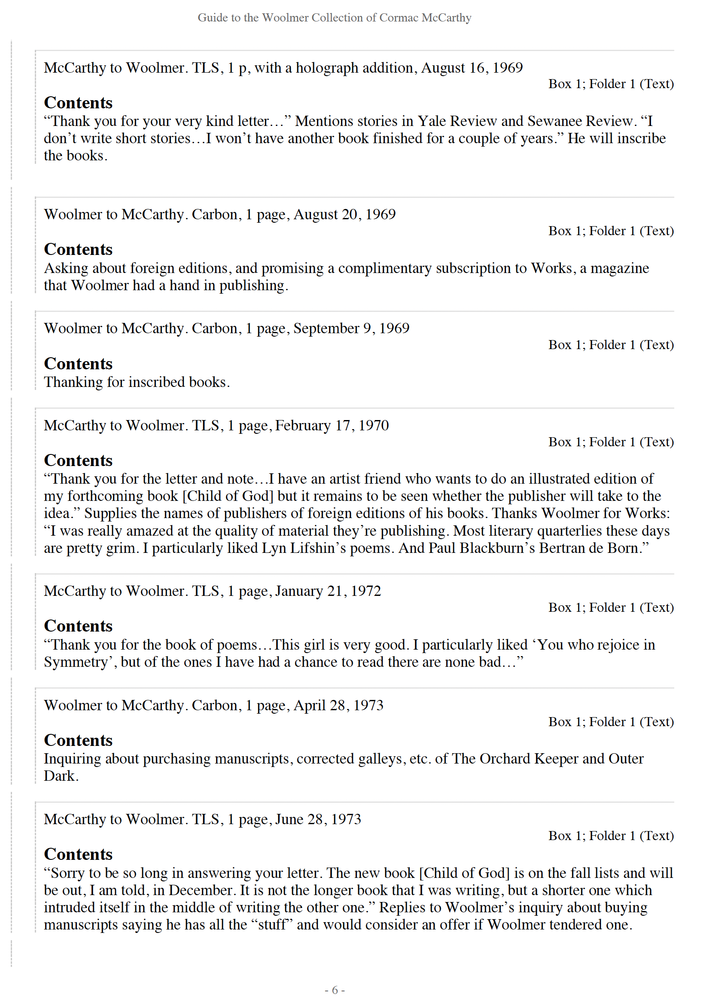 Guide to the Woolmer Collection of Cormac McCarthy
McCarthy to Woolmer. TLS, 1 p, with a holograph addition, August 16, 1969
Box 1; Folder 1 (Text)
Contents
“Thank you for your very kind letter…” Mentions stories in Yale Review and Sewanee Review. “I
don’t write short stories…I won’t have another book finished for a couple of years.” He will inscribe
the books.
Woolmer to McCarthy. Carbon, 1 page, August 20, 1969
Box 1; Folder 1 (Text)
Contents
Asking about foreign editions, and promising a complimentary subscription to Works, a magazine
that Woolmer had a hand in publishing.
Woolmer to McCarthy. Carbon, 1 page, September 9, 1969
Box 1; Folder 1 (Text)
Contents
Thanking for inscribed books.
McCarthy to Woolmer. TLS, 1 page, February 17, 1970
Box 1; Folder 1 (Text)
Contents
“Thank you for the letter and note…I have an artist friend who wants to do an illustrated edition of
my forthcoming book [Child of God] but it remains to be seen whether the publisher will take to the
idea.” Supplies the names of publishers of foreign editions of his books. Thanks Woolmer for Works:
“I was really amazed at the quality of material they’re publishing. Most literary quarterlies these days
are pretty grim. I particularly liked Lyn Lifshin’s poems. And Paul Blackburn’s Bertran de Born.”
McCarthy to Woolmer. TLS, 1 page, January 21, 1972
Box 1; Folder 1 (Text)
Contents
“Thank you for the book of poems…This girl is very good. I particularly liked ‘You who rejoice in
Symmetry’, but of the ones I have had a chance to read there are none bad…”
Woolmer to McCarthy. Carbon, 1 page, April 28, 1973
Box 1; Folder 1 (Text)
Contents
Inquiring about purchasing manuscripts, corrected galleys, etc. of The Orchard Keeper and Outer
Dark.
McCarthy to Woolmer. TLS, 1 page, June 28, 1973
Box 1; Folder 1 (Text)
Contents
“Sorry to be so long in answering your letter. The new book [Child of God] is on the fall lists and will
be out, I am told, in December. It is not the longer book that I was writing, but a shorter one which
intruded itself in the middle of writing the other one.” Replies to Woolmer’s inquiry about buying
manuscripts saying he has all the “stuff” and would consider an offer if Woolmer tendered one.
- 6 -